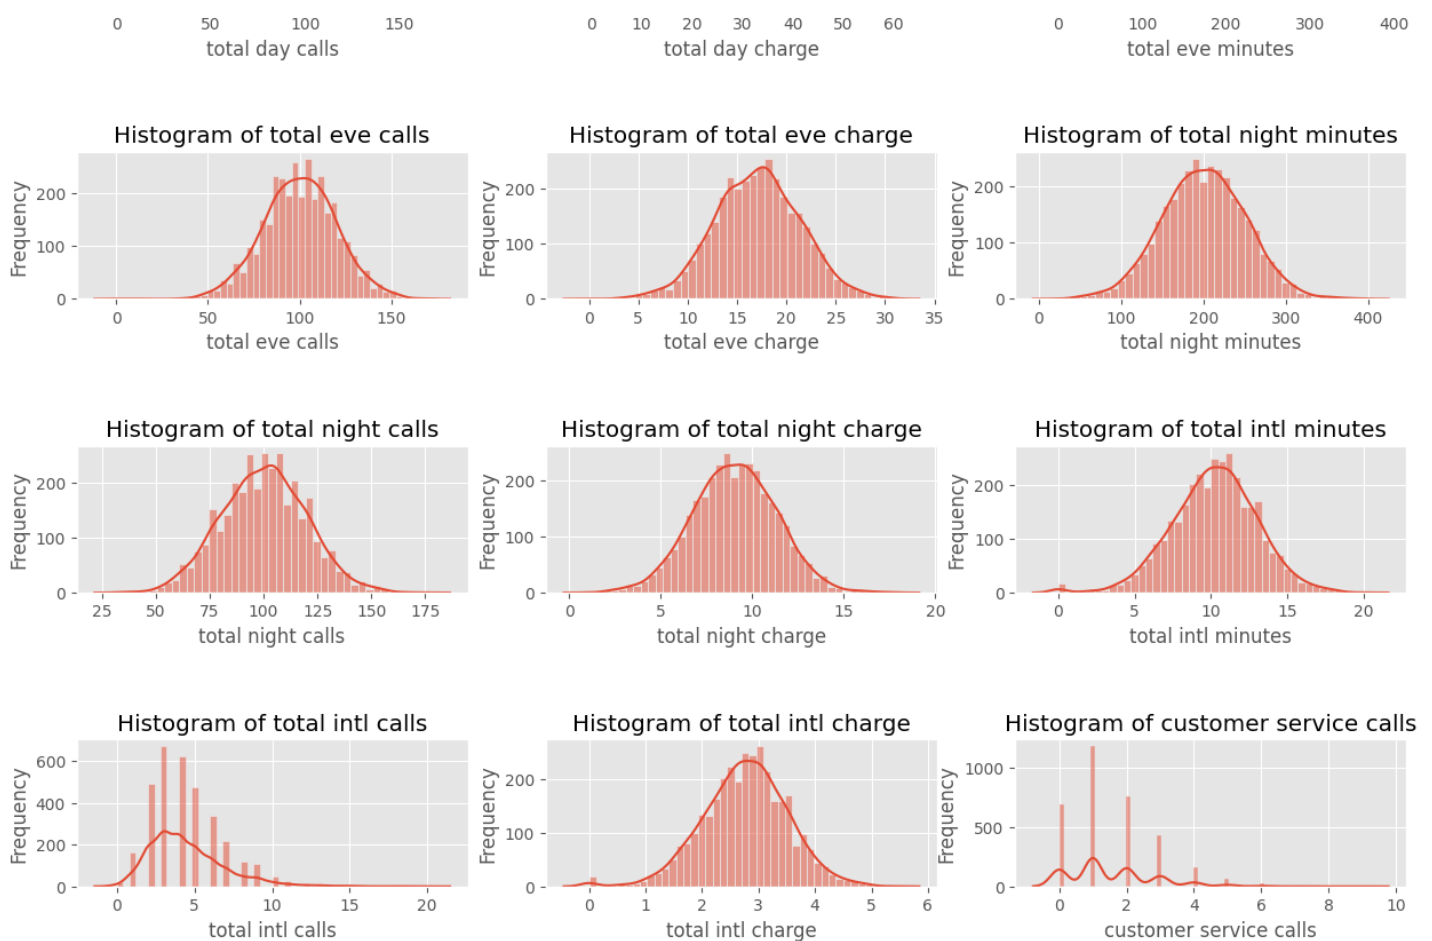 0 50 100 150 0 10 20 30 40 50 60 0 100 200 300 400
total day calls total day charge total eve minutes
Histogram of total eve calls Histogram of total eve charge Histogram of total night minutes
Frequency Frequency Frequency
200 200 200
100 100 100
0 0 0
0 50 100 150 0 5 10 15 20 25 30 35 0 100 200 300 400
total eve calls total eve charge total night minutes
Histogram of total night calls Histogram of total night charge Histogram of total intl minutes
Frequency Frequency Frequency
200 200 200
100 100 100
0 0 0
25 50 75 100 125 150 175 0 5 10 15 20 0 5 10 15 20
total night calls total night charge total intl minutes
Histogram of total intl calls Histogram of total intl charge Histogram of customer service calls
Frequency Frequency Frequency
600 200 1000
400 100 500
200 0 0
0
0 5 10 15 20 0 1 2 3 4 5 6 0 2 4 6 8 10
total intl calls total intl charge customer service calls